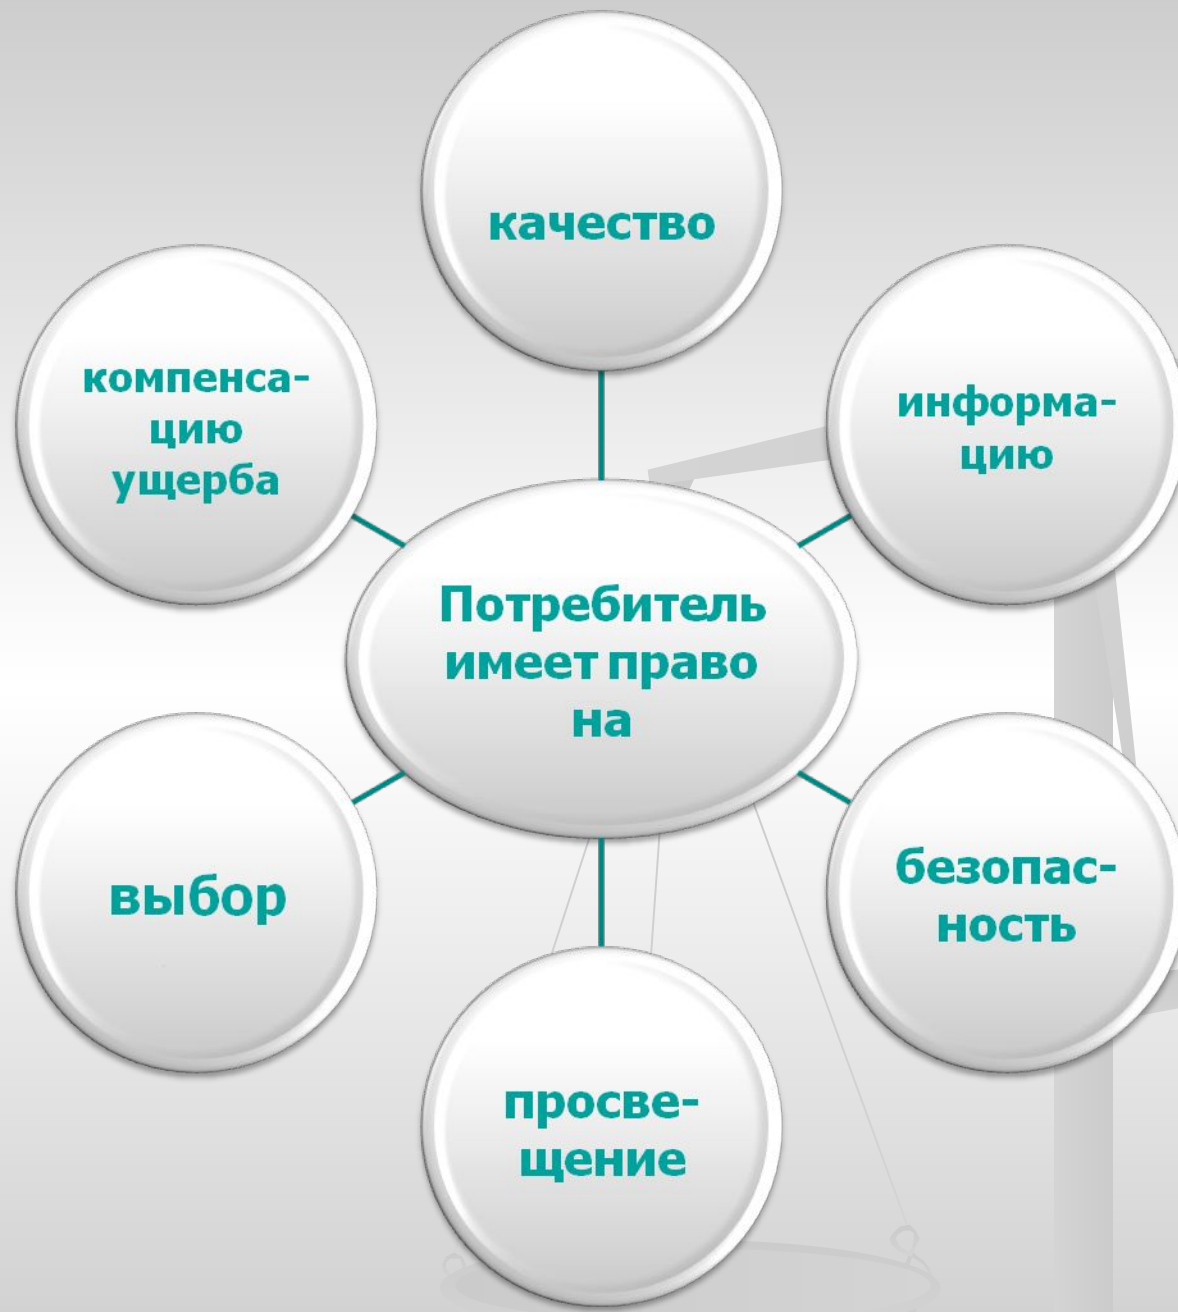 качество
компенса-
цию
ущерба
информа-
цию
Потребитель
имеет право
на
выбор
безопас-
ность
просве-
щение